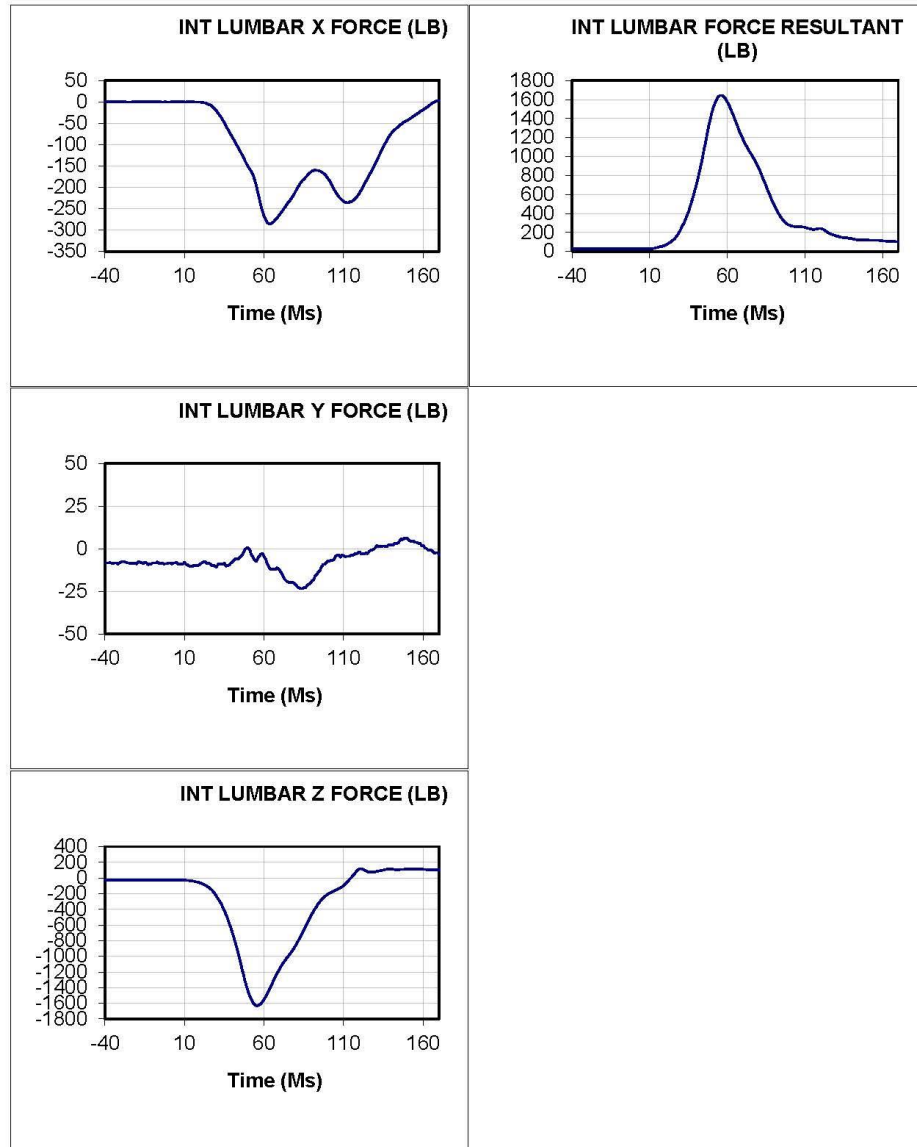 INT LUMBAR X FORCE (LB)
50
0
-50
-100
-150
-200
-250
-300
-350
-40 10 60 110 160
Time (Ms)
INT LUMBAR FORCE RESULTANT
(LB)
1800
1600
1400
1200
1000
800
600
400
200
0
-40 10 60 110 160
Time (Ms)
INT LUMBAR Y FORCE (LB)
50
25
0
-25
-50
-40 10 60 110 160
Time (Ms)
INT LUMBAR Z FORCE (LB)
400
200
0
-200
-400
-600
-800
-1000
-1200
-1400
-1600
-1800
-40 10 60 110 160
Time (Ms)